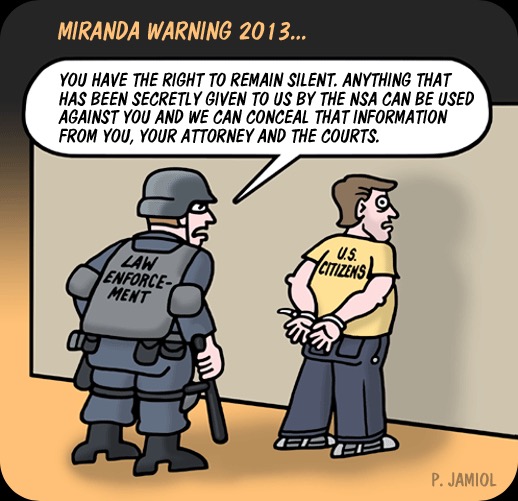 MIRANDA WARNING 2013...
YOU HAVE THE RIGHT TO REMAIN SILENT. ANYTHING THAT
HAS BEEN SECRETLY GIVEN TO US BY THE NSA CAN BE USED
AGAINST YOU AND WE CAN CONCEAL THAT INFORMATION
FROM YOU, YOUR ATTORNEY AND THE COURTS.
LAW
ENFORCE-
MENT
U.S.
CITIZENS
P. JAMIOL